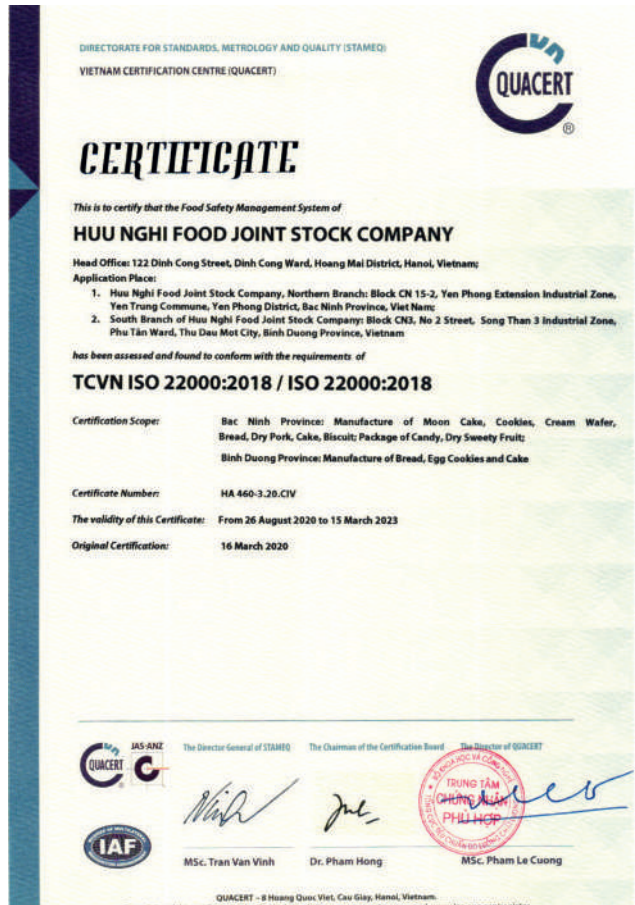 DIRECTORATE FOR STANDARDS, METROLOGY AND QUALITY (STAMEQ)
VIETNAM CERTIFICATION CENTRE (QUACERT)
QUACERT
®
CERTIFICATE
This is to certify that the Food Safety Management System of
HUU NGHI FOOD JOINT STOCK COMPANY
Head Office: 122 Dinh Cong Street, Dinh Cong Ward, Hoang Mai District, Hanoi, Vietnam;
Application Place:
1. Huu Nghi Food Joint Stock Company, Northern Branch: Block CN 15-2, Yen Phong Extension Industrial Zone,
Yen Trung Commune, Yen Phong District, Bac Ninh Province, Viet Nam;
2. South Branch of Huu Nghi Food Joint Stock Company: Block CN3, No 2 Street, Song Than 3 Industrial Zone,
Phu Tân Ward, Thu Dau Mot City, Binh Duong Province, Vietnam
has been assessed and found to conform with the requirements of
TCVN ISO 22000:2018 / ISO 22000:2018
Certification Scope: Bac Ninh Province: Manufacture of Moon Cake, Cookies, Cream Wafer,
Bread, Dry Pork, Cake, Biscuit; Package of Candy, Dry Sweety Fruit;
Binh Duong Province: Manufacture of Bread, Egg Cookies and Cake
Certificate Number: HA 460-3.20.CIV
The validity of this Certificate: From 26 August 2020 to 15 March 2023
Original Certification: 16 March 2020
QUACERT
JAS-ANZ
The Director General of STAMEQ The Chairman of the Certification Board The Director of QUACERT
BỘ KHOA HỌC VÀ CÔNG NGHỆ
TRUNG TÂM
CHỨNG NHẬN
PHÙ HỢP
IAF
MSc. Tran Van Vinh Dr. Pham Hong MSc. Pham Le Cuong
QUACERT – 8 Hoang Quoc Viet, Cau Giay, Hanoi, Vietnam.